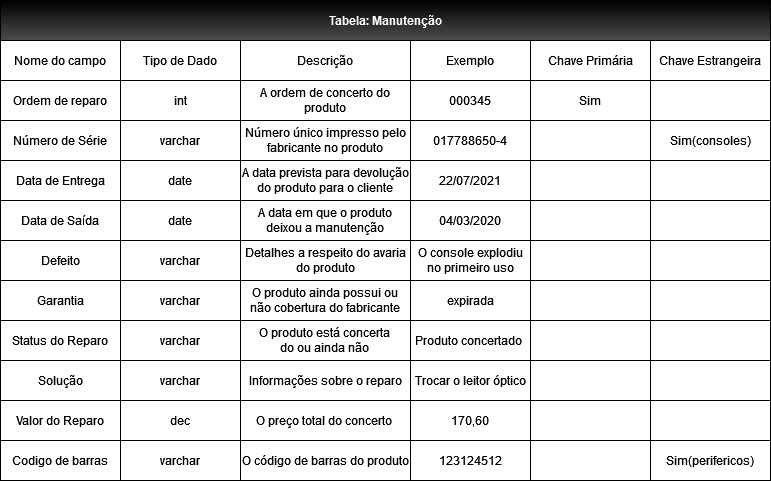 Tabela: Manutenção
Nome do campo Tipo de Dado Descrição Exemplo Chave Primária Chave Estrangeira
Ordem de reparo int A ordem de concerto do produto 000345 Sim
Número de Série varchar Número único impresso pelo fabricante no produto 017788650-4 Sim(consoles)
Data de Entrega date A data prevista para devolução do produto para o cliente 22/07/2021
Data de Saída date A data em que o produto deixou a manutenção 04/03/2020
Defeito varchar Detalhes a respeito do avaria do produto O console explodiu no primeiro uso
Garantia varchar O produto ainda possui ou não cobertura do fabricante expirada
Status do Reparo varchar O produto está concerta do ou ainda não Produto concertado
Solução varchar Informações sobre o reparo Trocar o leitor óptico
Valor do Reparo dec O preço total do concerto 170,60
Codigo de barras varchar O código de barras do produto 123124512 Sim(perifericos)